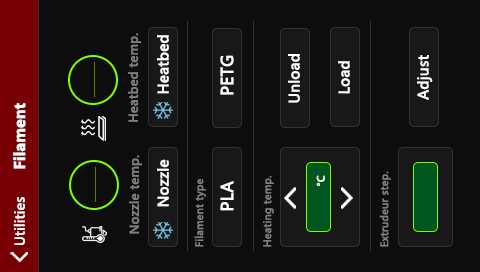 Utilities
Filament
Nozzle temp.
Heatbed temp.
Nozzle
Heatbed
Filament type
PLA
PETG
Heating temp.
°C
Unload
Load
Extrudeur step.
Adjust